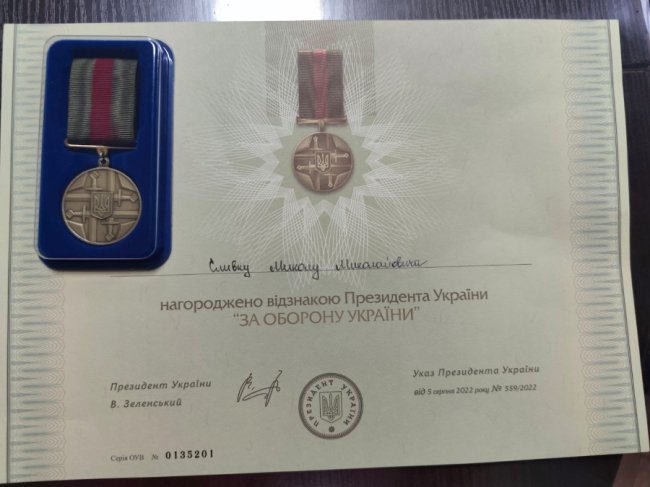 Сливку Миколу Миколайовича
нагороджено відзнакою Президента України
"ЗА ОБОРОНУ УКРАЇНИ"
Президент України
В. Зеленський
ПРЕЗИДЕНТ УКРАЇНИ
Указ Президента України
від 5 серпня 2022 року № 559/2022
Серія ОУВ № 0135201